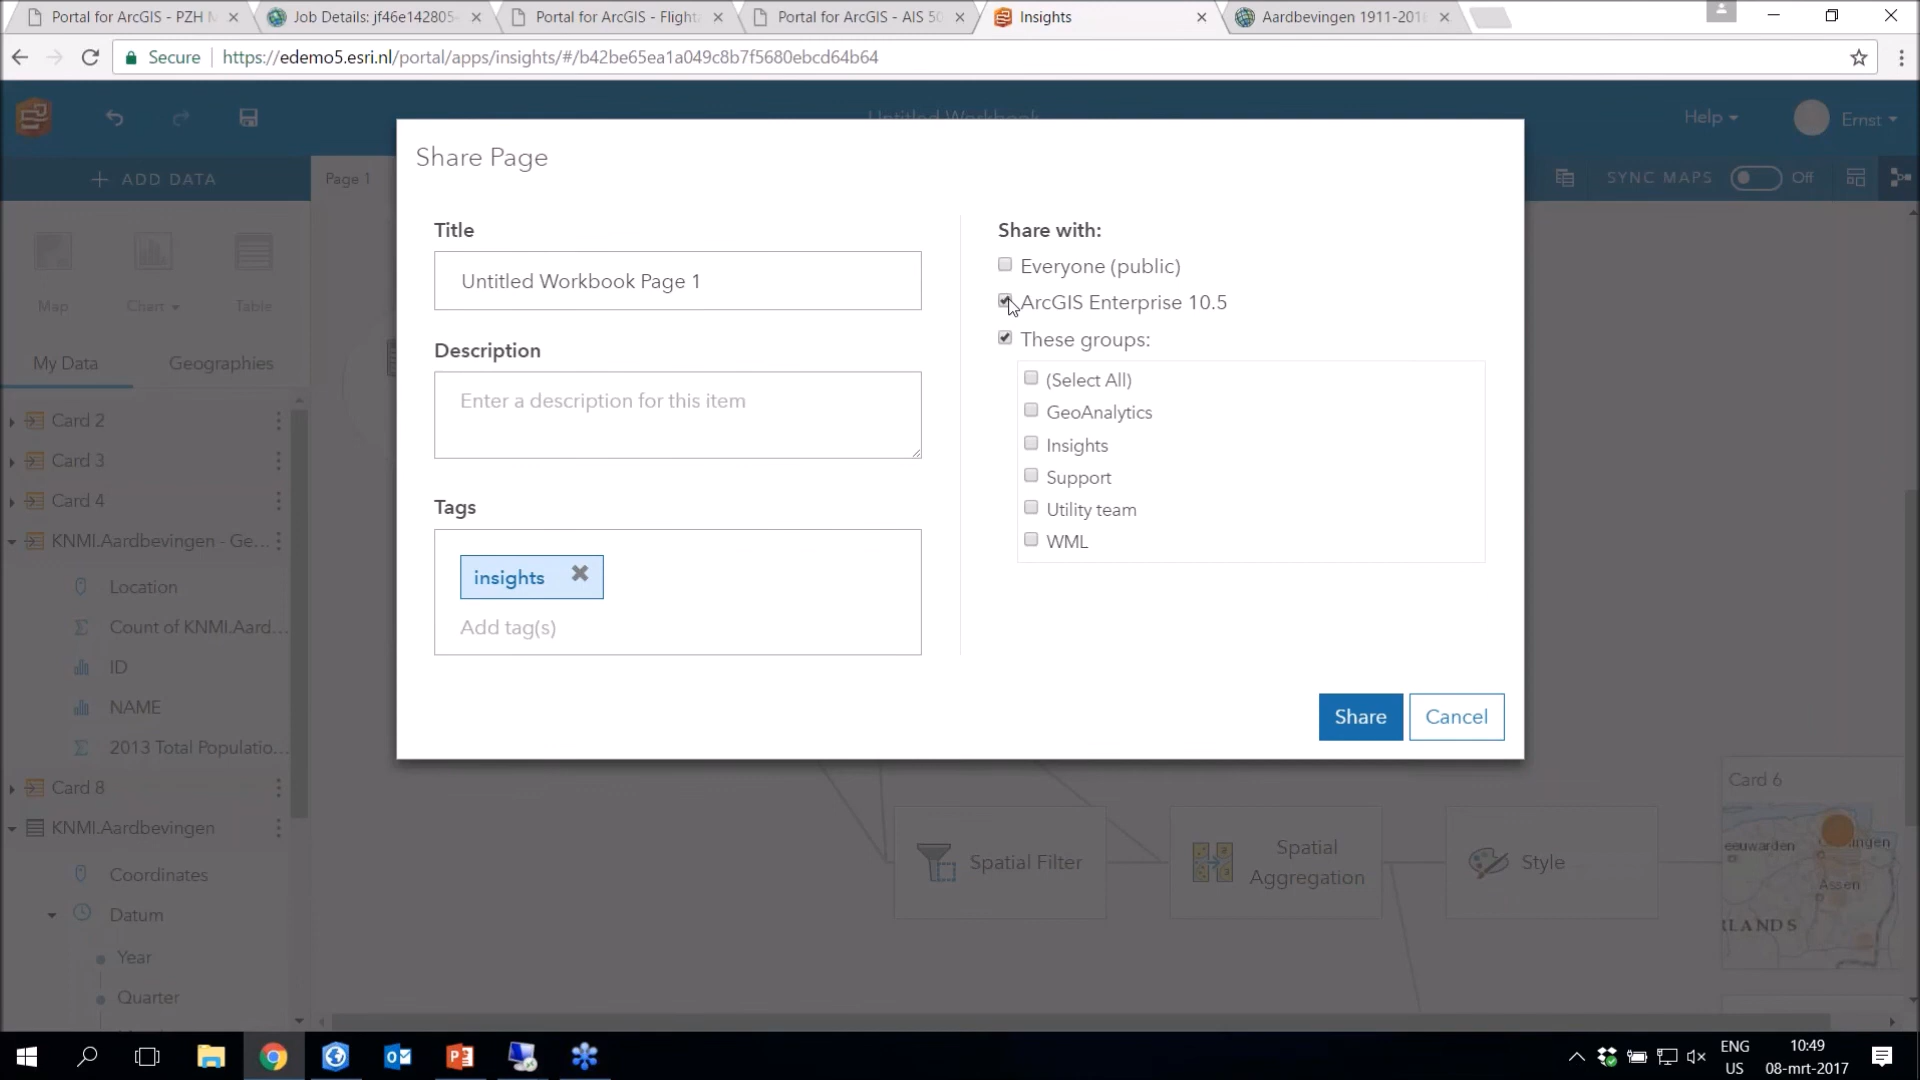 Portal for ArcGIS - PZH M
Job Details: jf46e142805-
Portal for ArcGIS - Flight
Portal for ArcGIS - AIS 50
Insights
Aardbevingen 1911-201
Secure
https://edemo5.esri.nl/portal/apps/insights/#/b42be65ea1a049c8b7f5680ebcd64b64
Untitled Workbook
Help
Ernst
ADD DATA
Page 1
SYNC MAPS
Off
Map
Chart
Table
My Data
Geographies
Card 2
Card 3
Card 4
KNMI.Aardbevingen - Ge...
Location
Count of KNMI.Aard...
ID
NAME
2013 Total Populatio...
Card 8
KNMI.Aardbevingen
Coordinates
Datum
Year
Quarter
Share Page
Title
Untitled Workbook Page 1
Description
Enter a description for this item
Tags
insights
Add tag(s)
Share with:
Everyone (public)
ArcGIS Enterprise 10.5
These groups:
(Select All)
GeoAnalytics
Insights
Support
Utility team
WML
Share
Cancel
Spatial Filter
Spatial
Aggregation
Style
Card 6
eeuwarden
ingen
Assen
RLANDS
ENG
US
10:49
08-mrt-2017